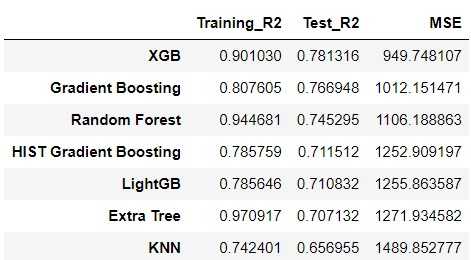 Training_R2 Test_R2 MSE
XGB 0.901030 0.781316 949.748107
Gradient Boosting 0.807605 0.766948 1012.151471
Random Forest 0.944681 0.745295 1106.188863
HIST Gradient Boosting 0.785759 0.711512 1252.909197
LightGB 0.785646 0.710832 1255.863587
Extra Tree 0.970917 0.707132 1271.934582
KNN 0.742401 0.656955 1489.852777